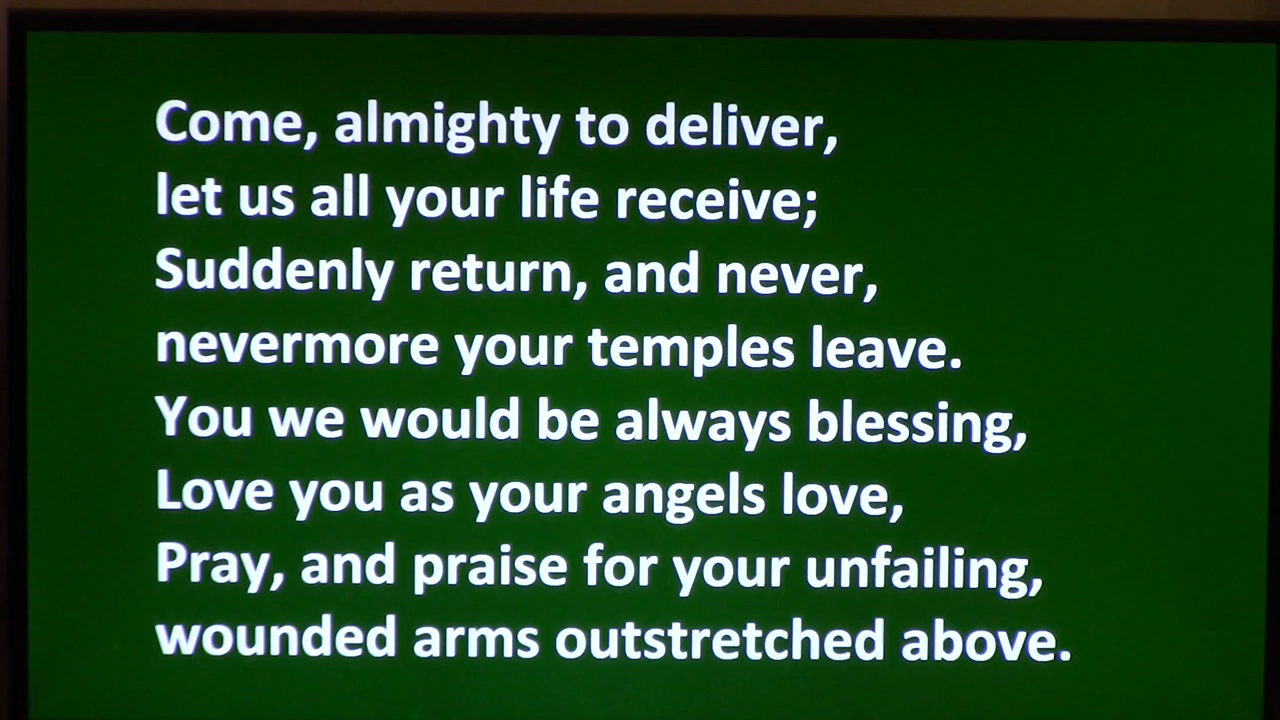 Come, almighty to deliver,
let us all your life receive;
Suddenly return, and never,
nevermore your temples leave.
You we would be always blessing,
Love you as your angels love,
Pray, and praise for your unfailing,
wounded arms outstretched above.